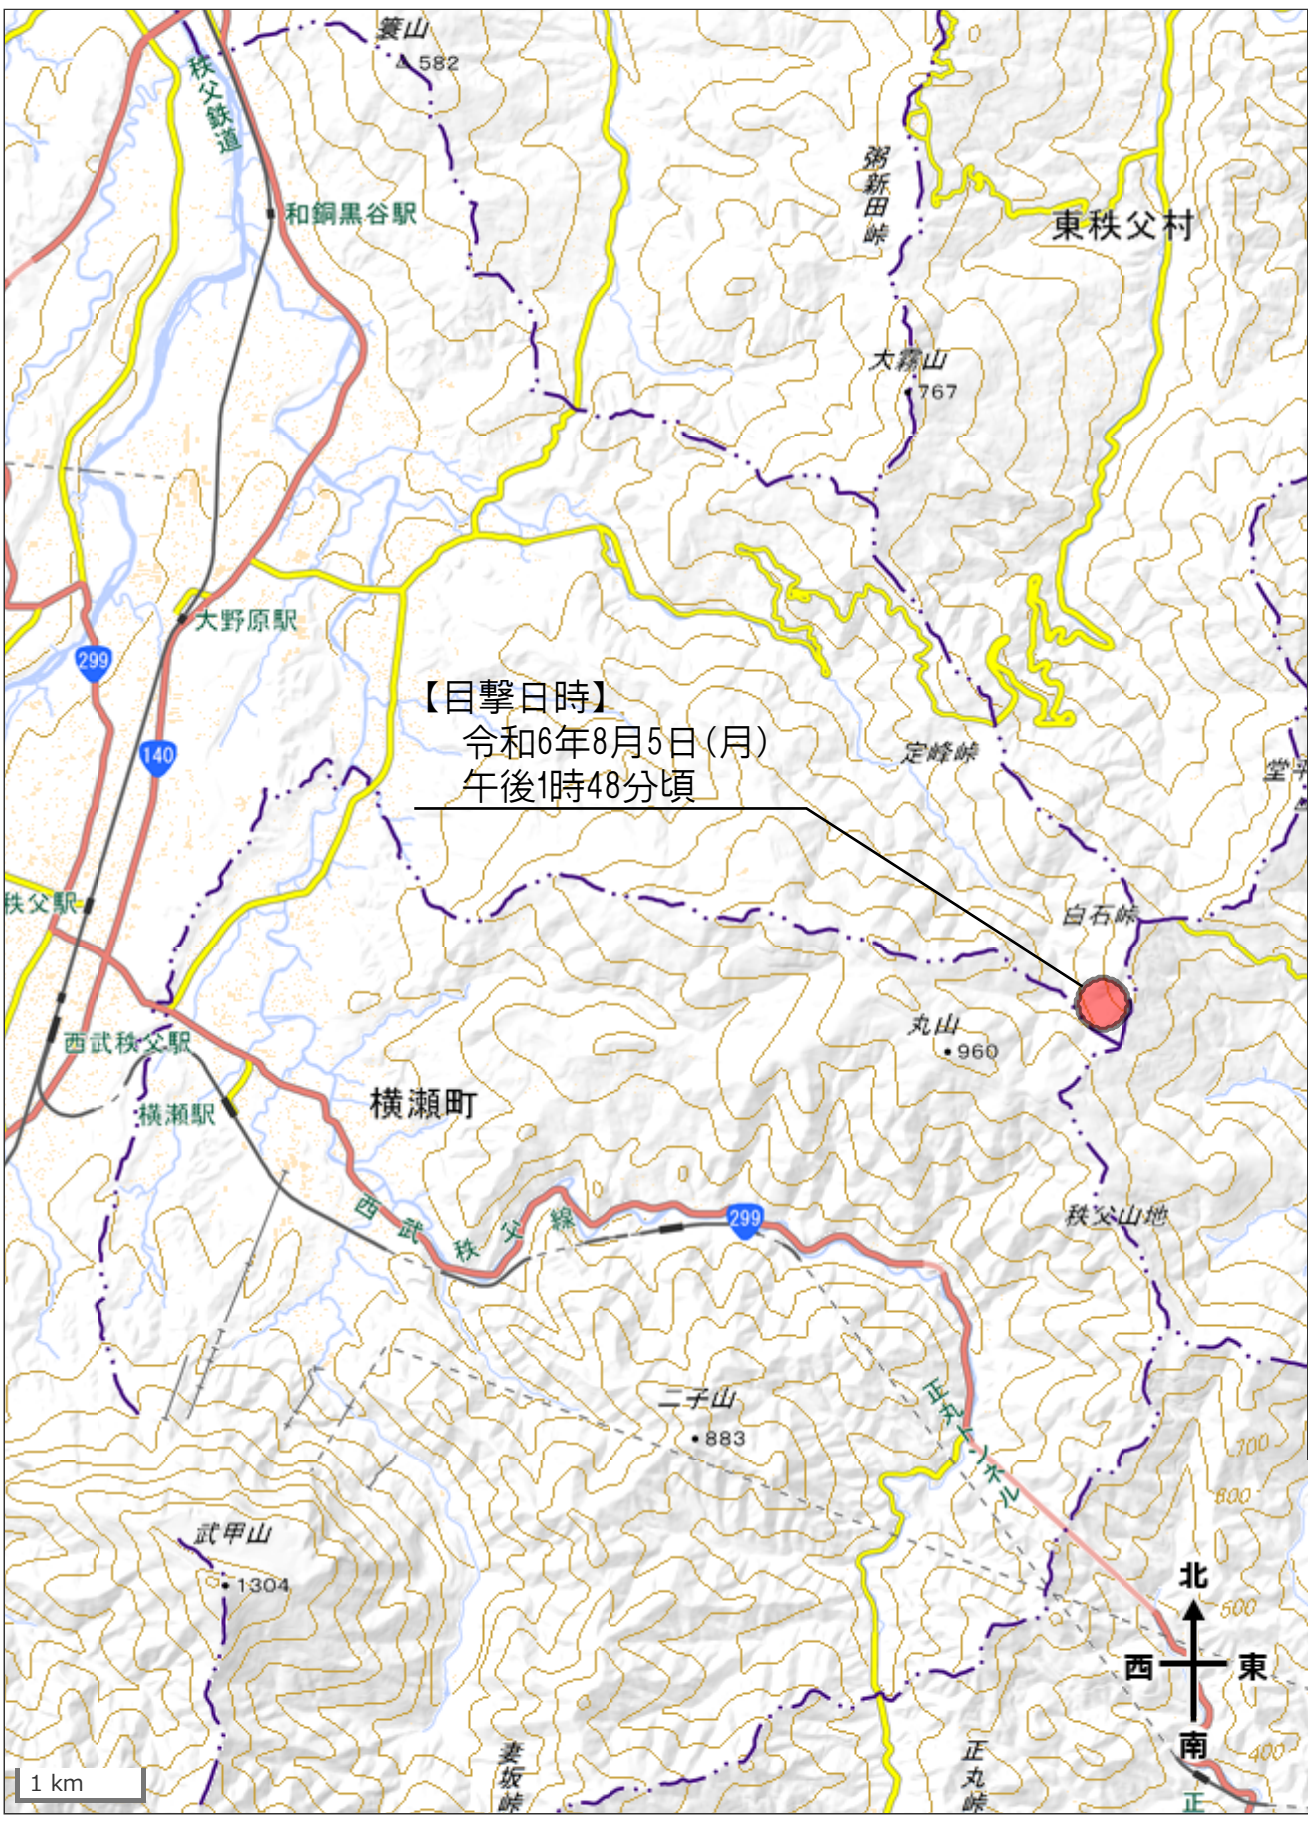 簑山
582
秩父鉄道
和銅黒谷駅
粥新田峠
東秩父村
大霧山
767
大野原駅
299
【目撃日時】
令和6年8月5日(月)
午後1時48分頃
140
定峰峠
堂平
秩父駅
白石峠
西武秩父駅
丸山
960
横瀬駅
横瀬町
西武秩父線
299
秩父山地
二子山
883
正丸トンネル
700
800
武甲山
1304
北
500
西
東
南
400
妻坂峠
正丸峠
正
1 km